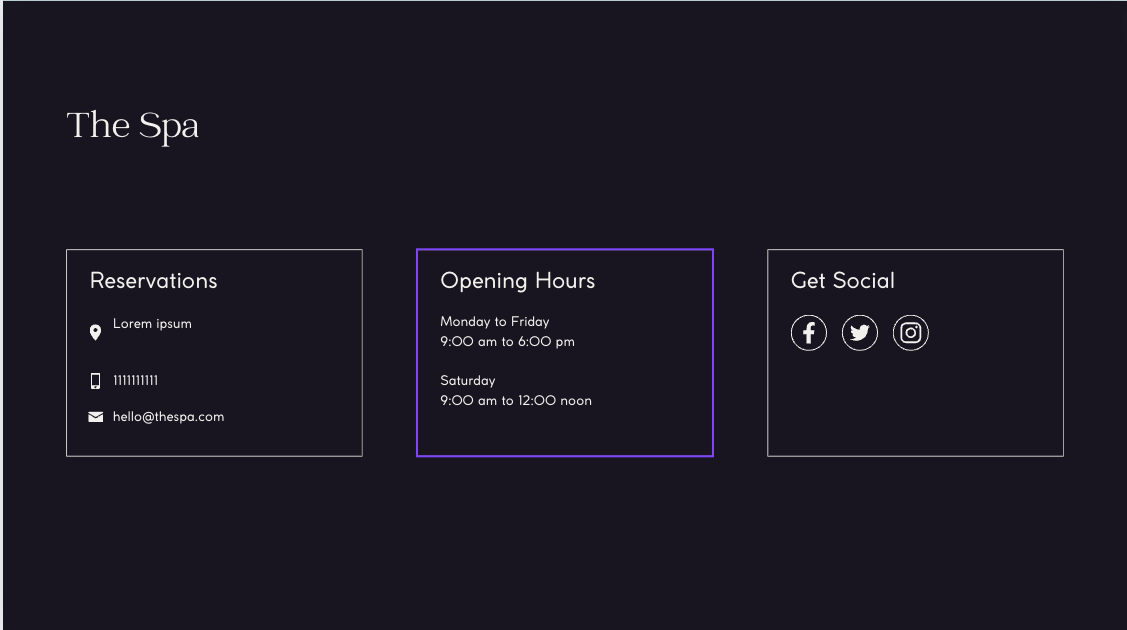 The Spa
Reservations
Lorem ipsum
1111111111
hello@thespa.com
Opening Hours
Monday to Friday
9:00 am to 6:00 pm
Saturday
9:00 am to 12:00 noon
Get Social